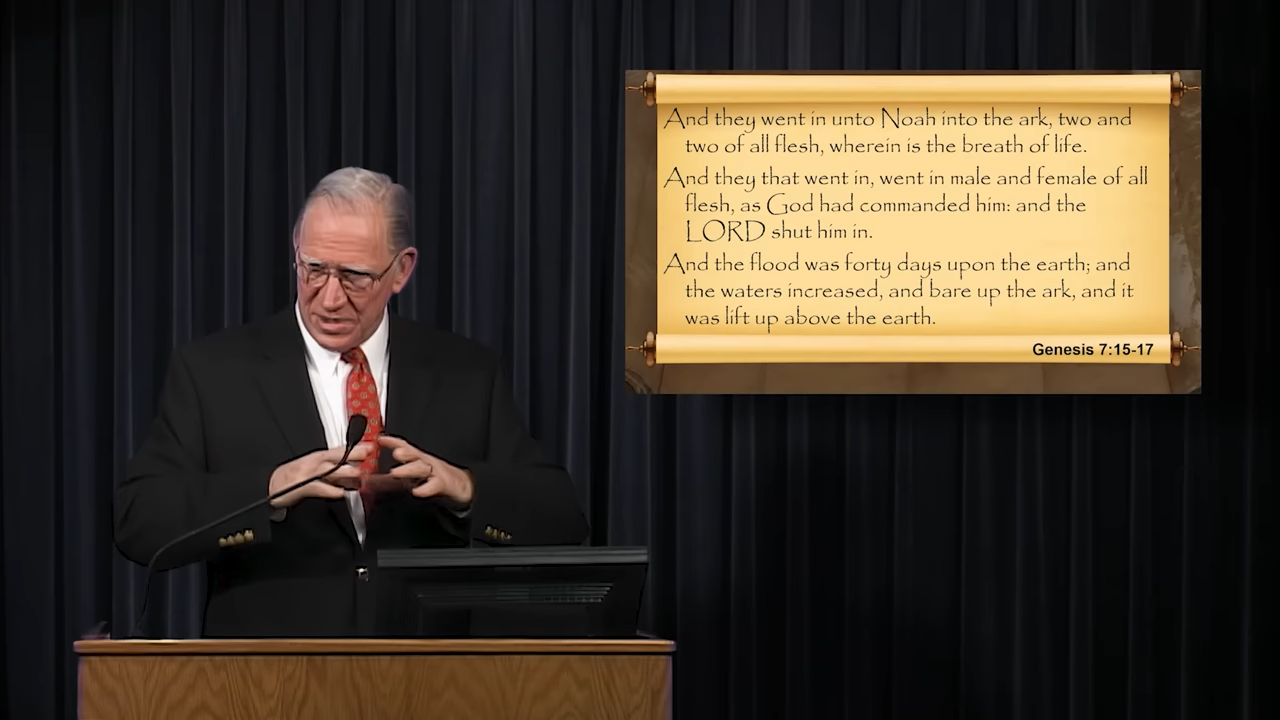 And they went in unto Noah into the ark, two and
two of all flesh, wherein is the breath of life.
And they that went in, went in male and female of all
flesh, as God had commanded him: and the
LORD shut him in.
And the flood was forty days upon the earth; and
the waters increased, and bare up the ark, and it
was lift up above the earth.
Genesis 7:15-17